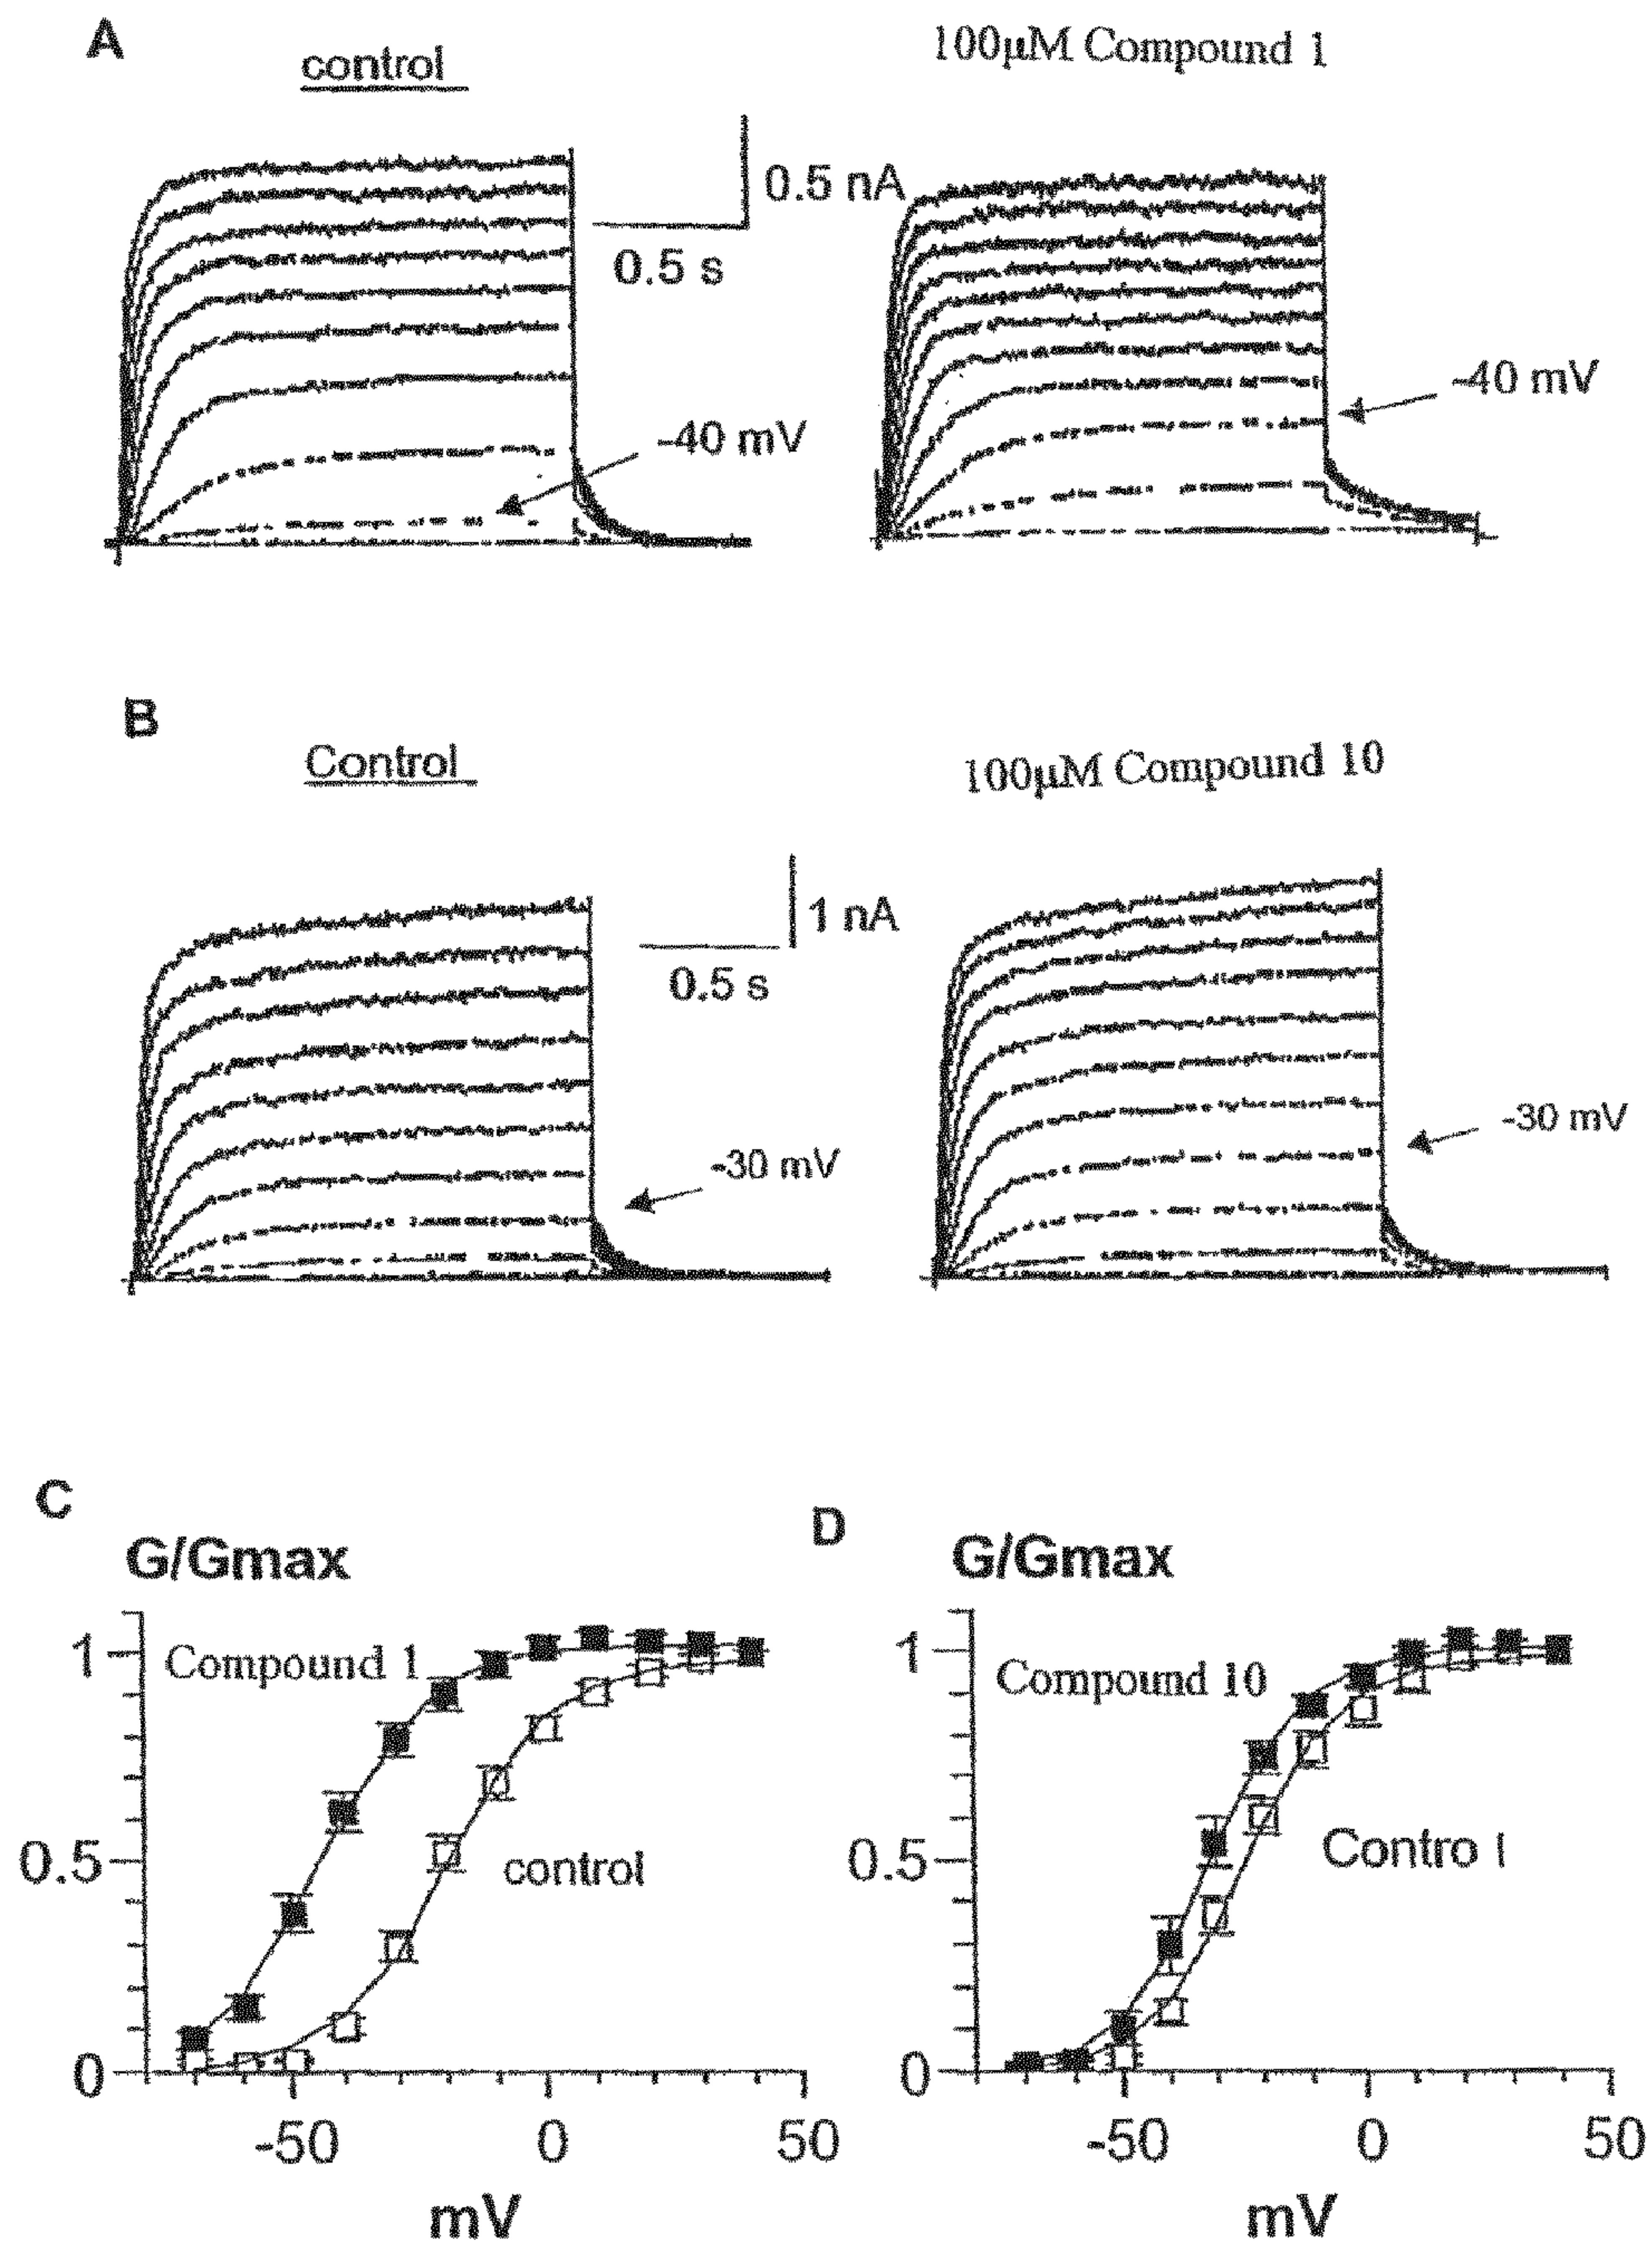 A
control
100µM Compound 1
0.5 nA
0.5 s
-40 mV
-40 mV
B
Control
100µM Compound 10
1 nA
0.5 s
-30 mV
-30 mV
C
G/Gmax
1
Compound 1
0.5
control
0
-50
0
50
mV
D
G/Gmax
1
Compound 10
0.5
Contro l
0
-50
0
50
mV